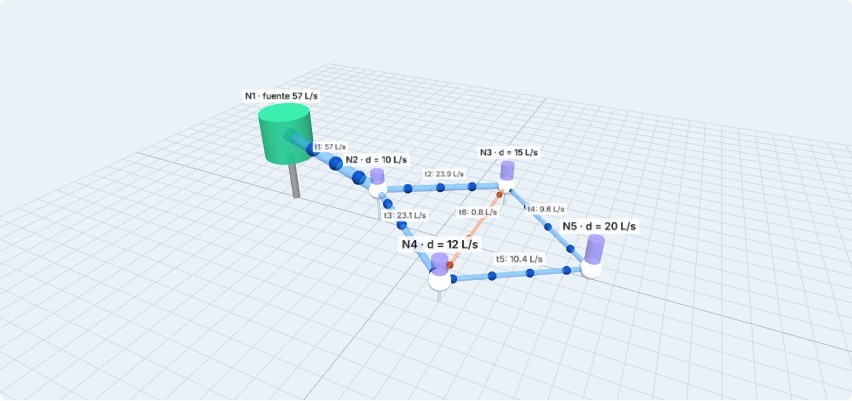 N1 · fuente 57 L/s
t1: 57 L/s
N2 · d = 10 L/s
N3 · d = 15 L/s
t2: 23.9 L/s
t3: 23.1 L/s
t6: 0.8 L/s
t4: 9.6 L/s
N5 · d = 20 L/s
N4 · d = 12 L/s
t5: 10.4 L/s